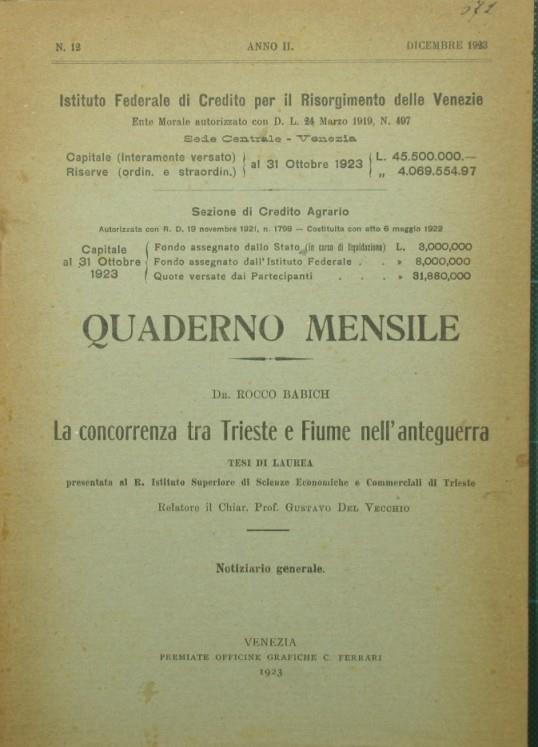 572
N. 12 ANNO II. DICEMBRE 1923
Istituto Federale di Credito per il Risorgimento delle Venezie
Ente Morale autorizzato con D. L. 24 Marzo 1919, N. 497
Sede Centrale - Venezia
Capitale (interamente versato) } al 31 Ottobre 1923 { L. 45.500.000.—
Riserve (ordin. e straordin.) „ 4.069.554.97
Sezione di Credito Agrario
Autorizzata con R. D. 19 novembre 1921, n. 1798 — Costituita con atto 6 maggio 1922
Capitale al 31 Ottobre 1923
Fondo assegnato dallo Stato (in corso di liquidazione) L. 3,000,000
Fondo assegnato dall'Istituto Federale . . » 8,000,000
Quote versate dai Partecipanti . . . » 31,880,000
QUADERNO MENSILE
DR. ROCCO BABICH
La concorrenza tra Trieste e Fiume nell'anteguerra
TESI DI LAUREA
presentata al R. Istituto Superiore di Scienze Economiche e Commerciali di Trieste
Relatore il Chiar. Prof. GUSTAVO DEL VECCHIO
Notiziario generale.
VENEZIA
PREMIATE OFFICINE GRAFICHE C. FERRARI
1923